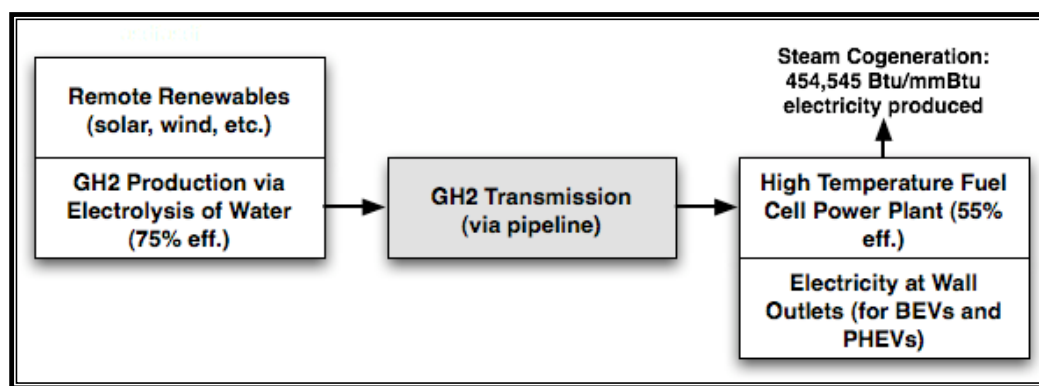 Remote Renewables
(solar, wind, etc.)
GH2 Production via
Electrolysis of Water
(75% eff.)
GH2 Transmission
(via pipeline)
Steam Cogeneration:
454,545 Btu/mmBtu
electricity produced
High Temperature Fuel
Cell Power Plant (55%
eff.)
Electricity at Wall
Outlets (for BEVs and
PHEVs)